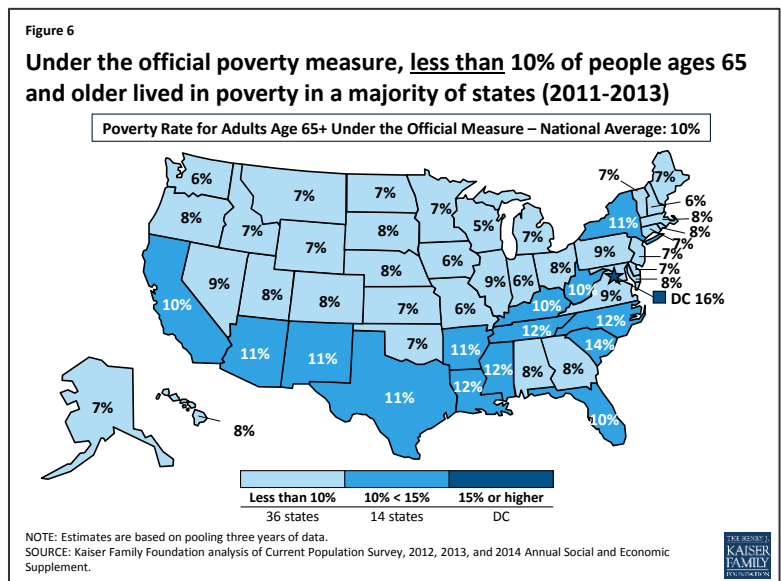 Figure 6
Under the official poverty measure, less than 10% of people ages 65
and older lived in poverty in a majority of states (2011-2013)
Poverty Rate for Adults Age 65+ Under the Official Measure – National Average: 10%
6%
7%
7%
7%
7%
7%
6%
8%
7%
7%
8%
5%
7%
11%
8%
8%
7%
7%
7%
8%
10%
9%
8%
8%
8%
7%
6%
6%
9%
6%
8%
9%
10%
9%
DC 16%
10%
12%
12%
14%
11%
11%
7%
11%
11%
12%
12%
8%
8%
10%
7%
8%
Less than 10%
10% < 15%
15% or higher
36 states
14 states
DC
NOTE: Estimates are based on pooling three years of data.
SOURCE: Kaiser Family Foundation analysis of Current Population Survey, 2012, 2013, and 2014 Annual Social and Economic
Supplement.
THE HENRY J.
KAISER
FAMILY
FOUNDATION